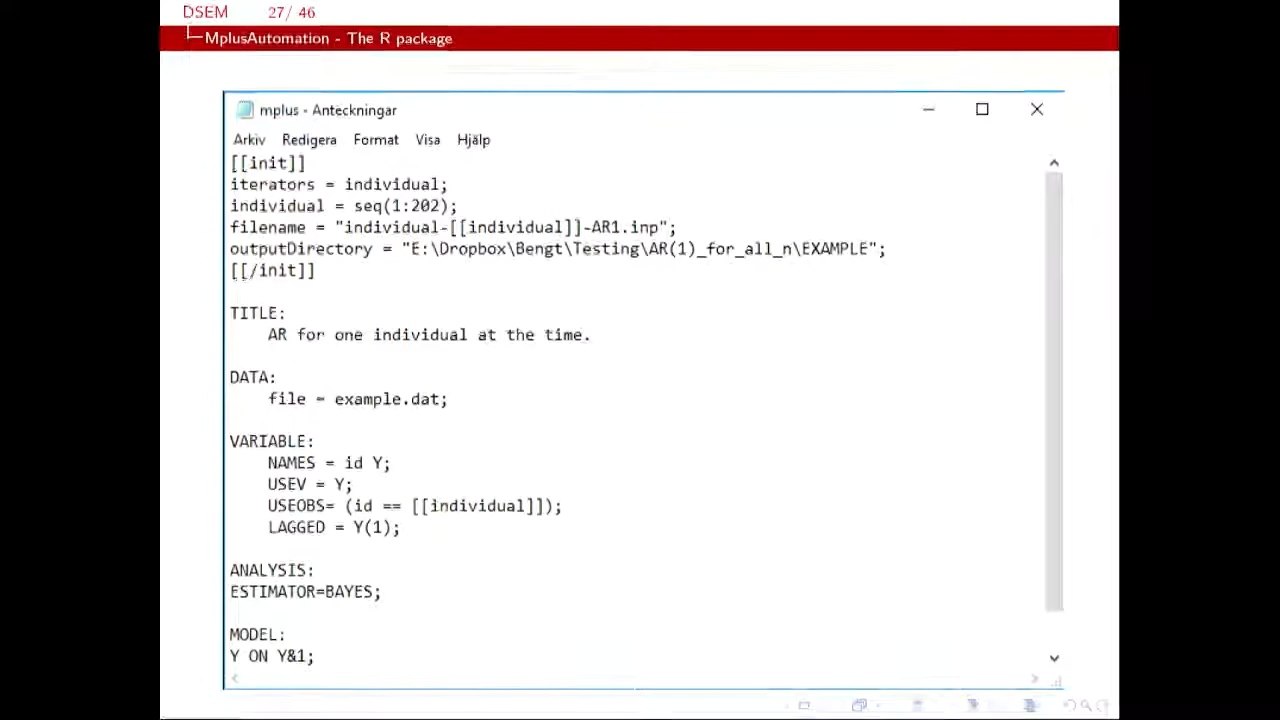 DSEM 27/ 46
MplusAutomation - The R package
mplus - Anteckningar
Arkiv Redigera Format Visa Hjälp
[[init]]
iterators = individual;
individual = seq(1:202);
filename = "individual-[[individual]]-AR1.inp";
outputDirectory = "E:\Dropbox\Bengt\Testing\AR(1)_for_all_n\EXAMPLE";
[[/init]]
TITLE:
AR for one individual at the time.
DATA:
file = example.dat;
VARIABLE:
NAMES = id Y;
USEV = Y;
USEOBS= (id == [[individual]]);
LAGGED = Y(1);
ANALYSIS:
ESTIMATOR=BAYES;
MODEL:
Y ON Y&1;